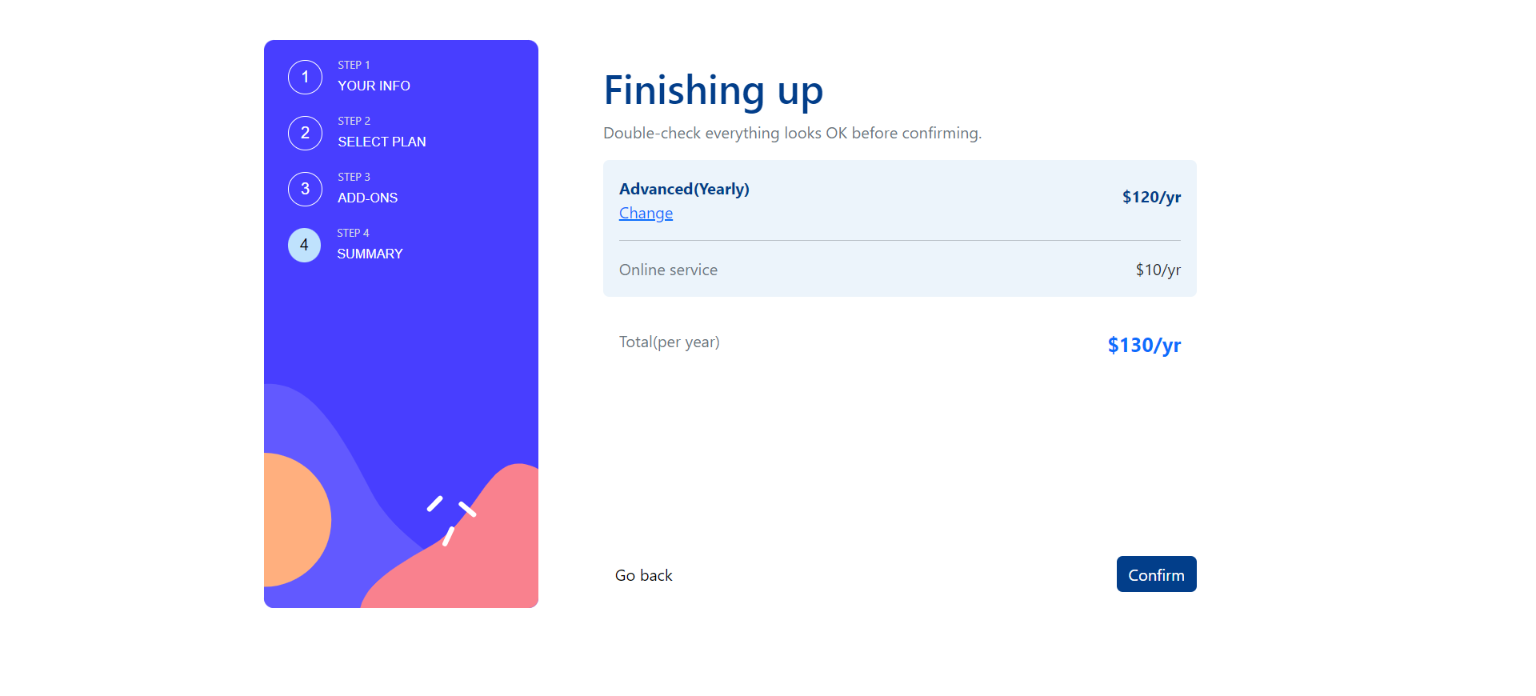 1
STEP 1
YOUR INFO
2
STEP 2
SELECT PLAN
3
STEP 3
ADD-ONS
4
STEP 4
SUMMARY
Finishing up
Double-check everything looks OK before confirming.
Advanced(Yearly)
Change
$120/yr
Online service
$10/yr
Total(per year)
$130/yr
Go back
Confirm